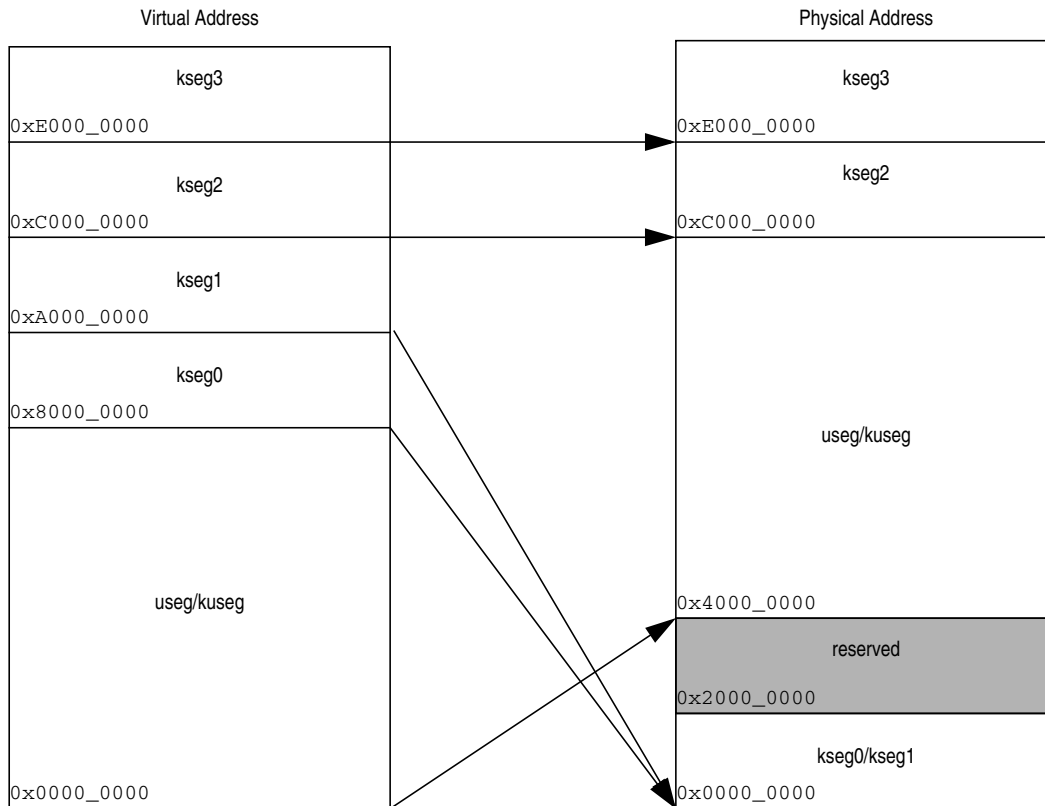 Virtual Address
Physical Address
kseg3
0xE000_0000
kseg2
0xC000_0000
kseg1
0xA000_0000
kseg0
0x8000_0000
useg/kuseg
0x0000_0000
kseg3
0xE000_0000
kseg2
0xC000_0000
useg/kuseg
0x4000_0000
reserved
0x2000_0000
kseg0/kseg1
0x0000_0000